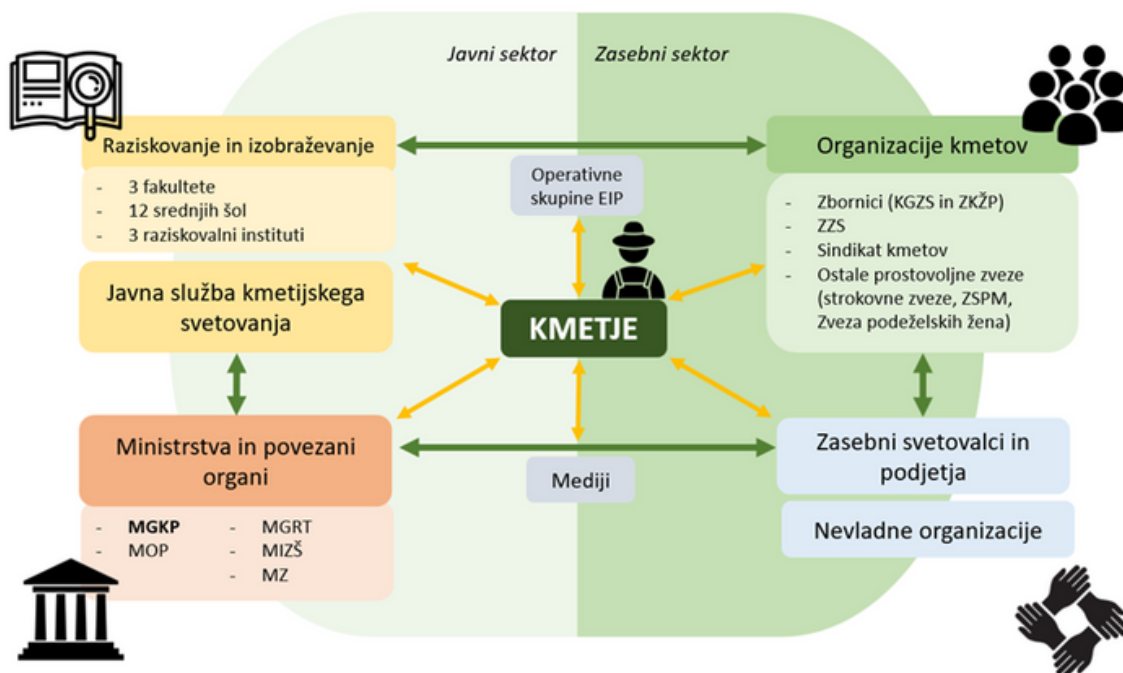 Javni sektor
Zasebni sektor
Raziskovanje in izobraževanje
- 3 fakultete
- 12 srednjih šol
- 3 raziskovalni instituti
Javna služba kmetijskega
svetovanja
Operativne
skupine EIP
Organizacije kmetov
- Zbornici (KGZS in ZKŽP)
- ZZS
- Sindikat kmetov
- Ostale prostovoljne zveze
(strokovne zveze, ZSPM,
Zveza podeželskih žena)
KMETJE
Ministrstva in povezani
organi
- MGKP
- MOP
- MGRT
- MIZŠ
- MZ
Mediji
Zasebni svetovalci in
podjetja
Nevladne organizacije